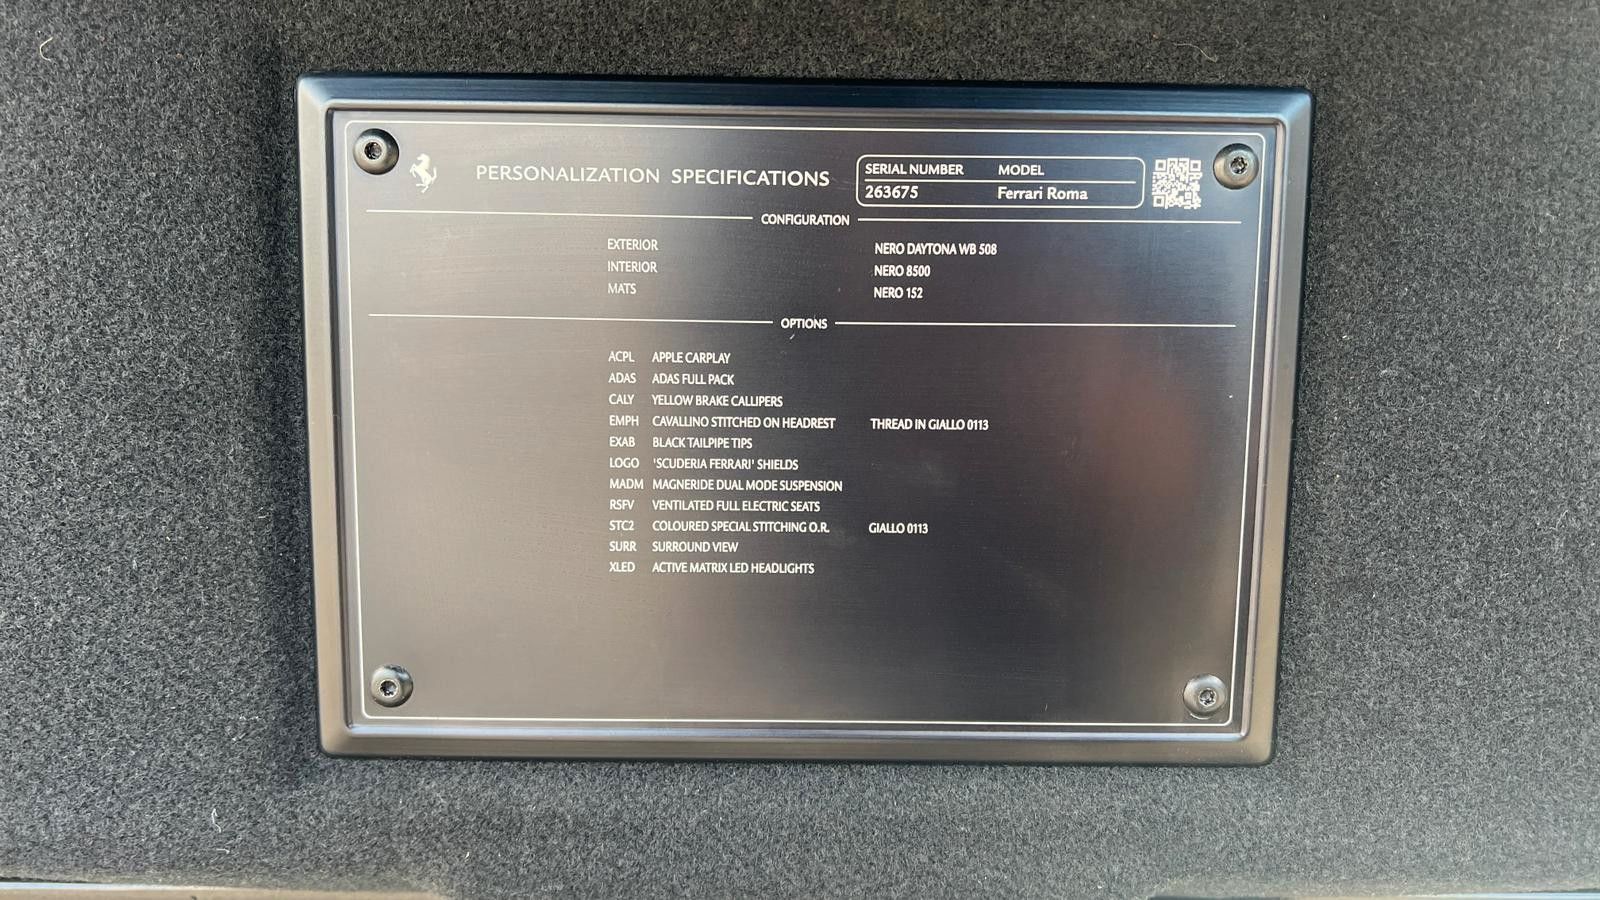 PERSONALIZATION SPECIFICATIONS
SERIAL NUMBER MODEL
263675 Ferrari Roma
CONFIGURATION
EXTERIOR NERO DAYTONA WB 508
INTERIOR NERO 8500
MATS NERO 152
OPTIONS
ACPL APPLE CARPLAY
ADAS ADAS FULL PACK
CALY YELLOW BRAKE CALLIPERS
EMPH CAVALLINO STITCHED ON HEADREST THREAD IN GIALLO 0113
EXAB BLACK TAILPIPE TIPS
LOGO 'SCUDERIA FERRARI' SHIELDS
MADM MAGNERIDE DUAL MODE SUSPENSION
RSFV VENTILATED FULL ELECTRIC SEATS
STC2 COLOURED SPECIAL STITCHING O.R. GIALLO 0113
SURR SURROUND VIEW
XLED ACTIVE MATRIX LED HEADLIGHTS